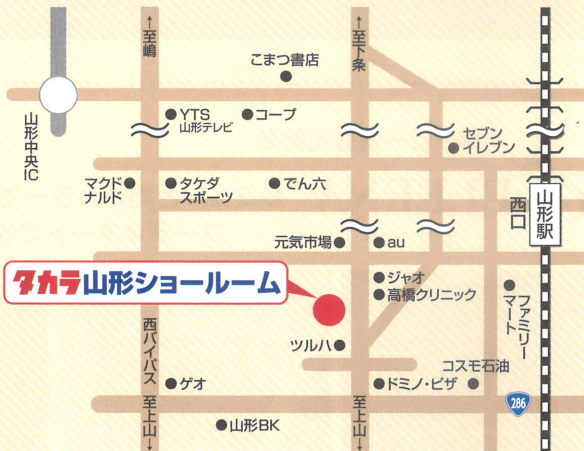 ←至嶋
←至下条
こまつ書店
YTS
山形テレビ
コープ
山形中央IC
セブン
イレブン
マクド
ナルド
タケダ
スポーツ
でん六
山形駅
西口
元気市場
au
タカラ山形ショールーム
ジャオ
高橋クリニック
ファミリー
マート
西バイパス
ツルハ
コスモ石油
ゲオ
ドミノ・ピザ
286
至上山→
至上山→
山形BK